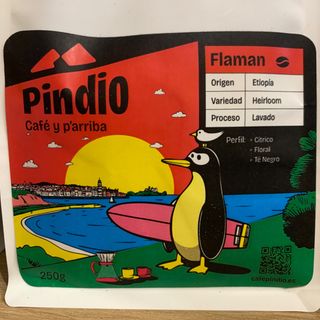 Pindio
Café y p'arriba
Flaman
Origen Etiopía
Variedad Heirloom
Proceso Lavado
Perfil: - Cítrico
- Floral
- Té Negro
250g
cafepindio.es